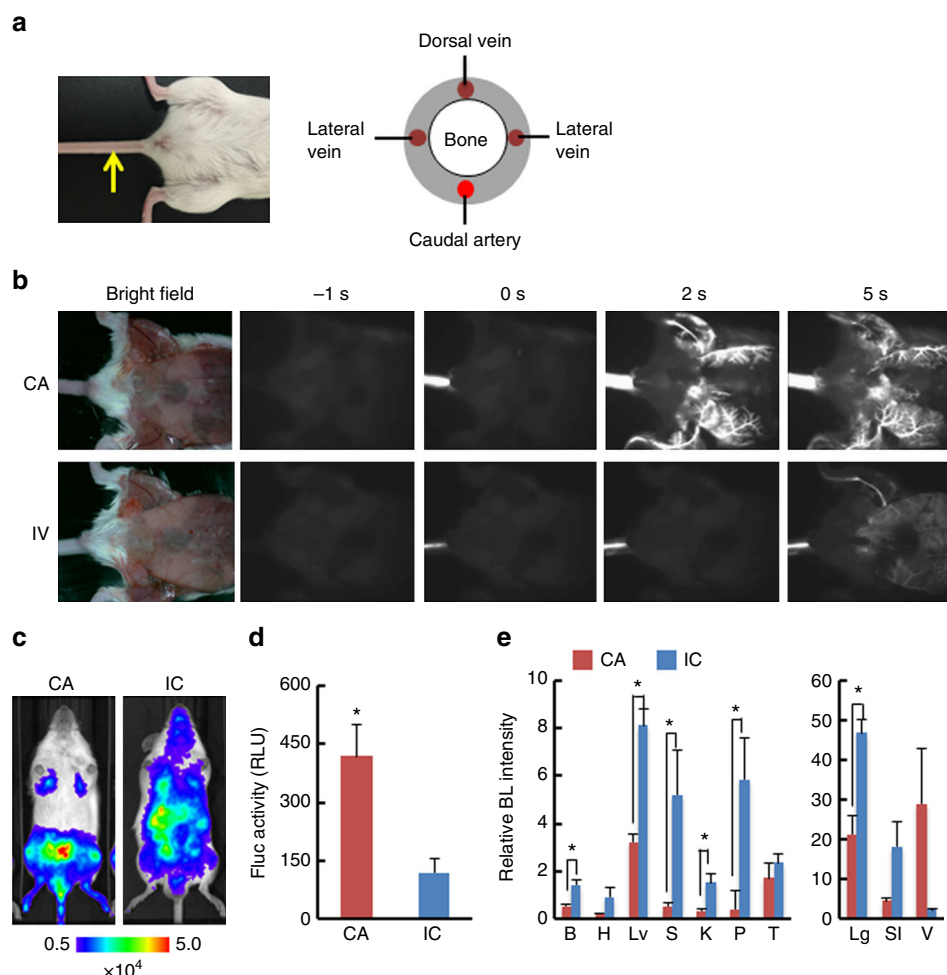 a
Dorsal vein
Lateral
vein
Bone
Lateral
vein
Caudal artery
b
Bright field
–1 s
0 s
2 s
5 s
CA
IV
c
CA
IC
0.5
5.0
×10⁴
d
Fluc activity (RLU)
600
450
300
150
0
*
CA
IC
e
CA
IC
Relative BL intensity
10
8
6
4
2
0
*
*
*
*
*
B
H
Lv
S
K
P
T
60
50
40
30
20
10
0
*
Lg
SI
V